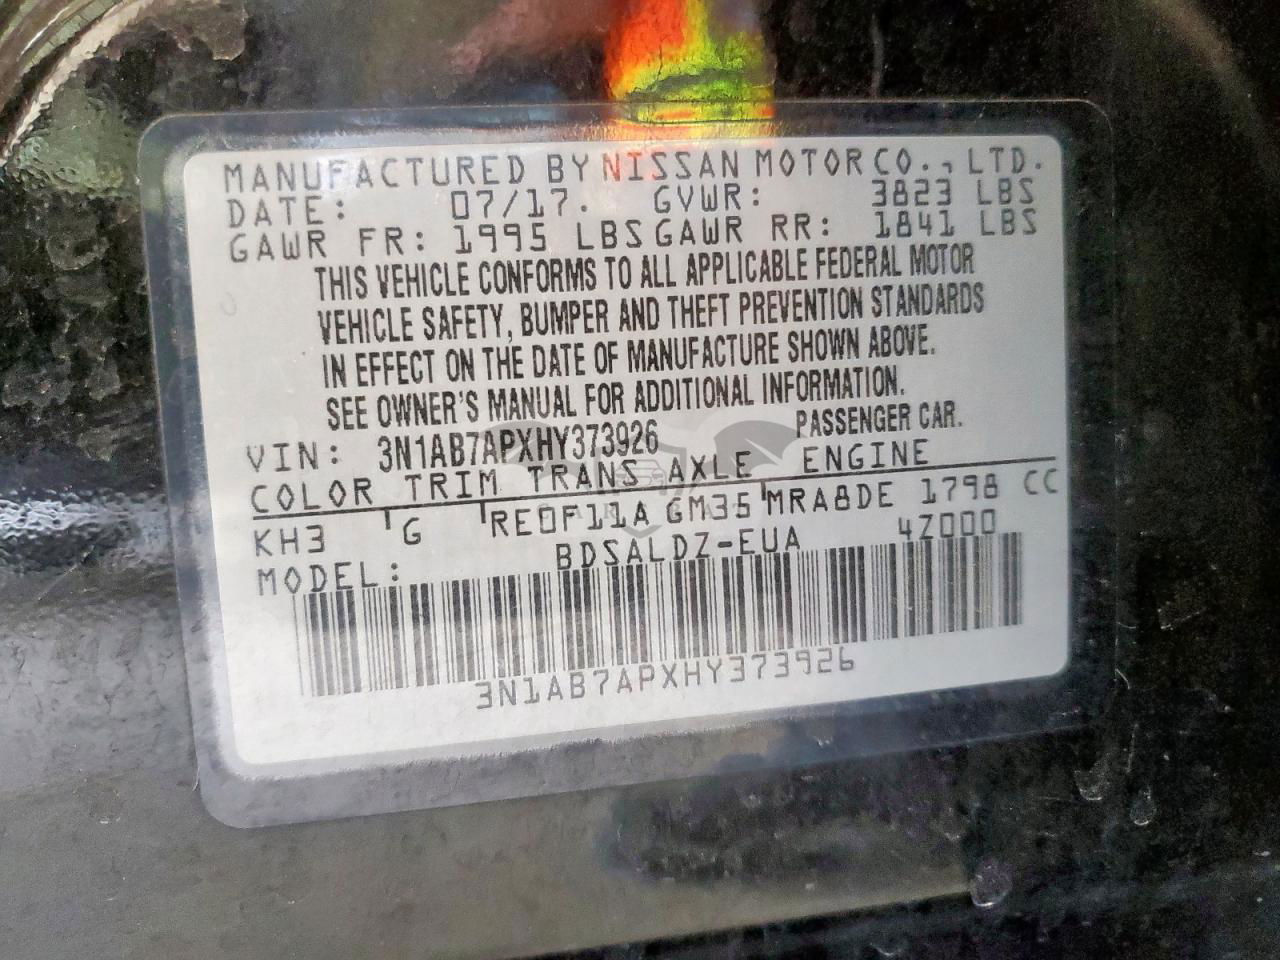 MANUFACTURED BY NISSAN MOTOR CO., LTD.
DATE: 07/17. GVWR: 3823 LBS
GAWR FR: 1995 LBS GAWR RR: 1841 LBS
THIS VEHICLE CONFORMS TO ALL APPLICABLE FEDERAL MOTOR
VEHICLE SAFETY, BUMPER AND THEFT PREVENTION STANDARDS
IN EFFECT ON THE DATE OF MANUFACTURE SHOWN ABOVE.
SEE OWNER'S MANUAL FOR ADDITIONAL INFORMATION.
VIN: 3N1AB7APXHY373926 PASSENGER CAR.
COLOR TRIM TRANS AXLE ENGINE
KH3 G RE0F11A GM35 MRA8DE 1798 CC
MODEL: BDSALDZ-EUA 4Z000
3N1AB7APXHY373926